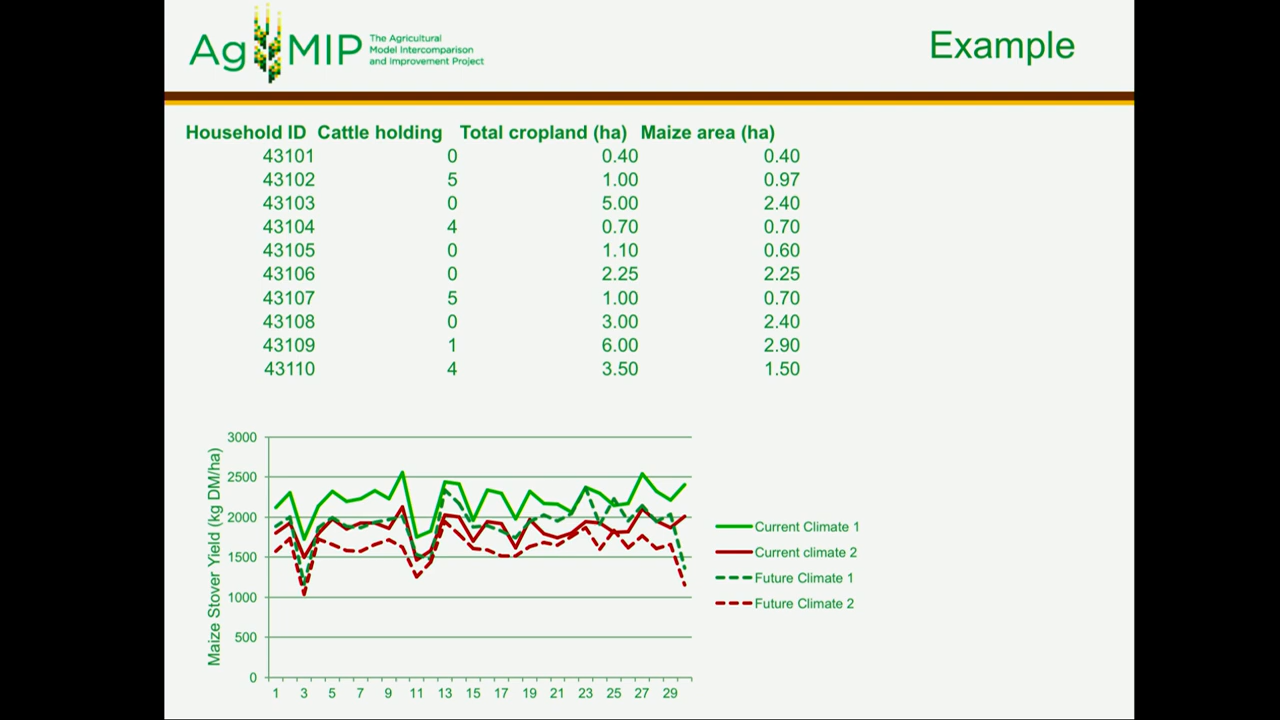 AgMIP
The Agricultural
Model Intercomparison
and Improvement Project
Example
Household ID Cattle holding Total cropland (ha) Maize area (ha)
43101 0 0.40 0.40
43102 5 1.00 0.97
43103 0 5.00 2.40
43104 4 0.70 0.70
43105 0 1.10 0.60
43106 0 2.25 2.25
43107 5 1.00 0.70
43108 0 3.00 2.40
43109 1 6.00 2.90
43110 4 3.50 1.50
Maize Stover Yield (kg DM/ha)
3000
2500
2000
1500
1000
500
0
1 3 5 7 9 11 13 15 17 19 21 23 25 27 29
Current Climate 1
Current climate 2
Future Climate 1
Future Climate 2